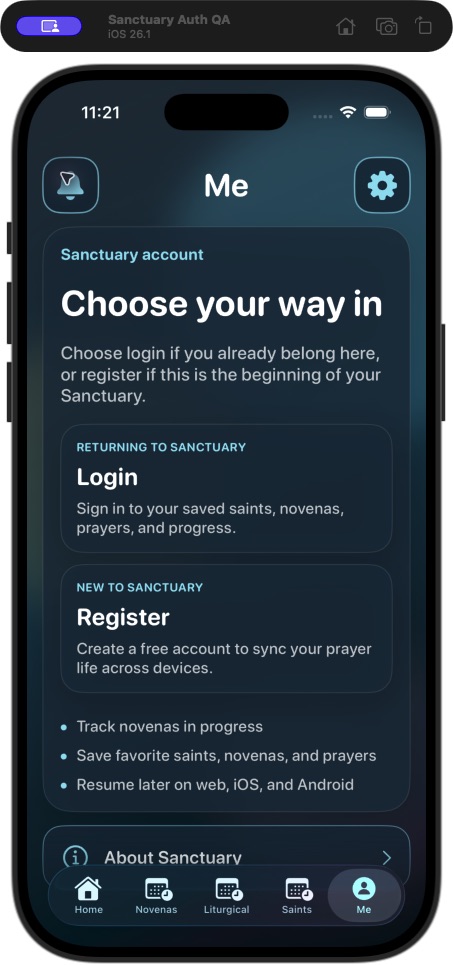 Sanctuary Auth QA
iOS 26.1
11:21
Me
Sanctuary account
Choose your way in
Choose login if you already belong here,
or register if this is the beginning of your
Sanctuary.
RETURNING TO SANCTUARY
Login
Sign in to your saved saints, novenas,
prayers, and progress.
NEW TO SANCTUARY
Register
Create a free account to sync your prayer
life across devices.
• Track novenas in progress
• Save favorite saints, novenas, and prayers
• Resume later on web, iOS, and Android
About Sanctuary
Home Novenas Liturgical Saints Me